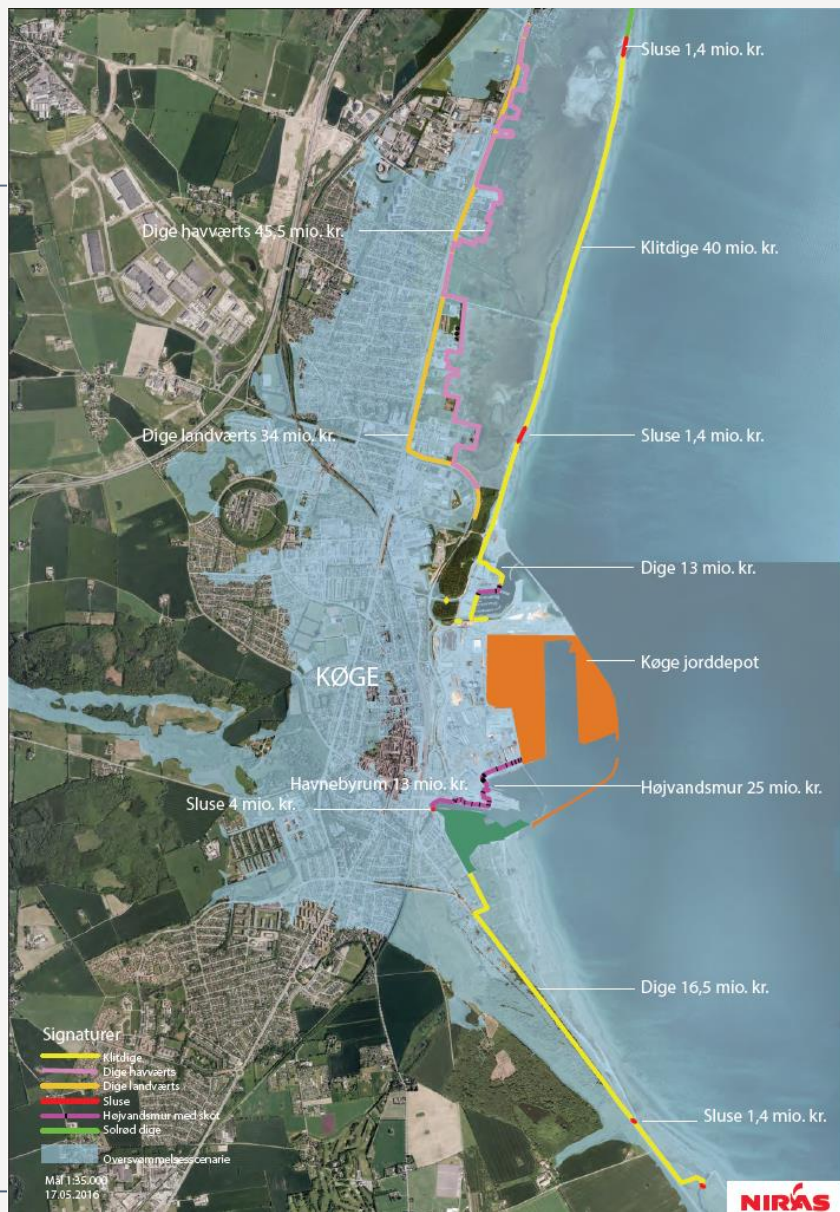 Sluse 1,4 mio. kr.
Dige havværts 45,5 mio. kr.
Klitdige 40 mio. kr.
Dige landværts 34 mio. kr.
Sluse 1,4 mio. kr.
Dige 13 mio. kr.
Køge jorddepot
KØGE
Havnebyrum 13 mio. kr.
Højvandsmur 25 mio. kr.
Sluse 4 mio. kr.
Dige 16,5 mio. kr.
Sluse 1,4 mio. kr.
Signaturer
Klitdige
Dige havværts
Dige landværts
Sluse
Højvandsmur med skot
Solrød dige
Oversvømmelsesscenarie
Mål 1:35.000
17.05.2016
NIRAS